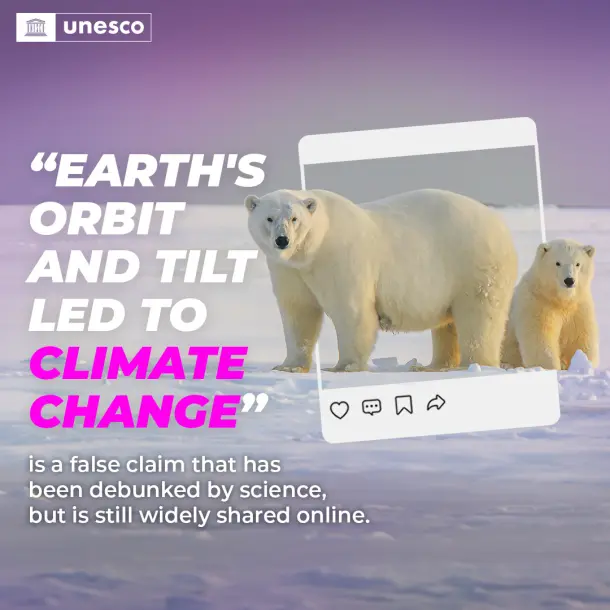 unesco
“EARTH'S
ORBIT
AND TILT
LED TO
CLIMATE
CHANGE”
is a false claim that has
been debunked by science,
but is still widely shared online.